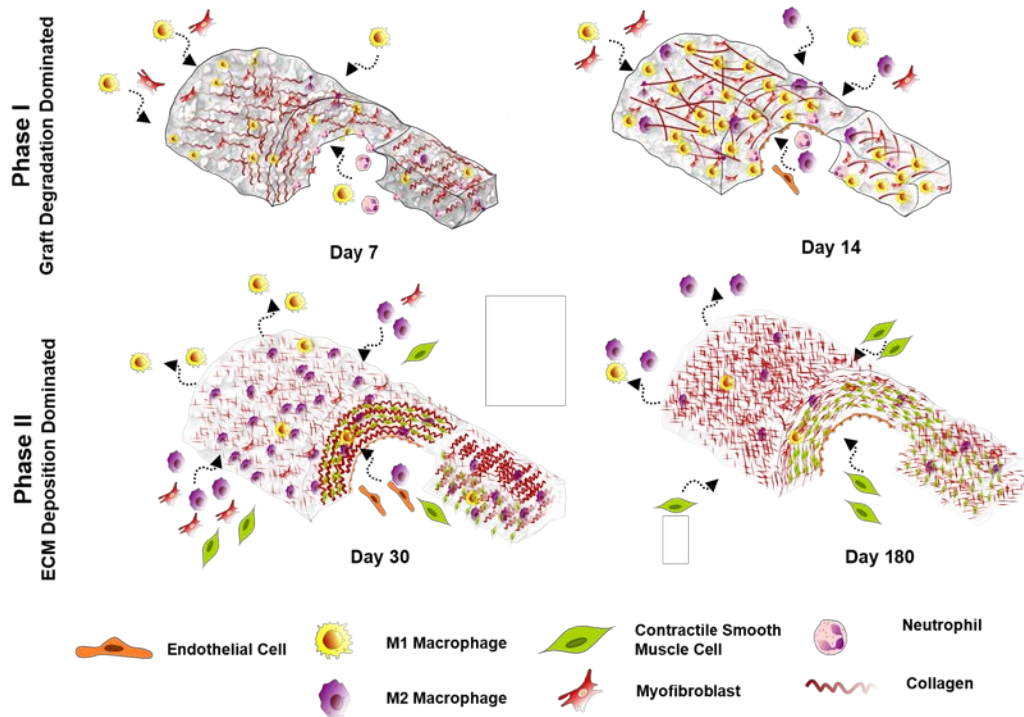 Phase I
Graft Degradation Dominated
Day 7
Day 14
Phase II
ECM Deposition Dominated
Day 30
Day 180
Endothelial Cell
M1 Macrophage
M2 Macrophage
Contractile Smooth
Muscle Cell
Myofibroblast
Neutrophil
Collagen